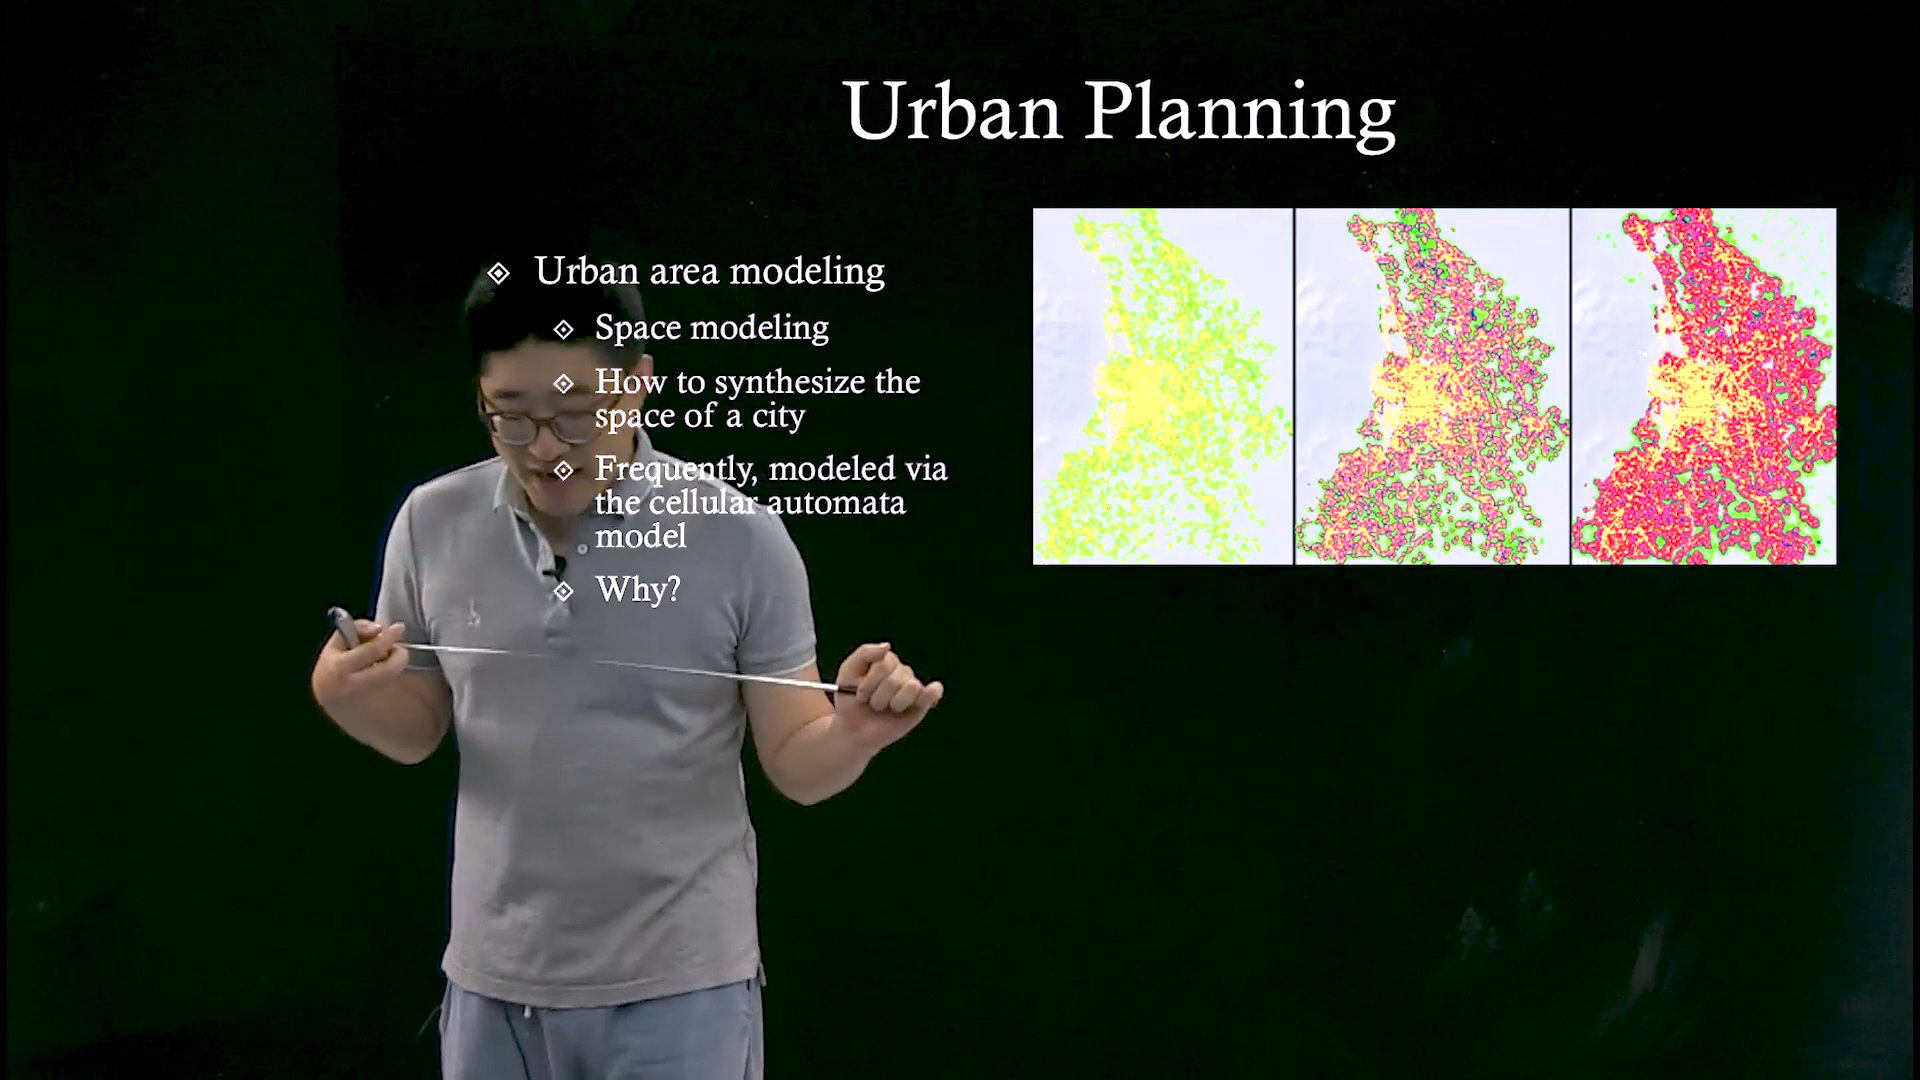 Urban Planning
Urban area modeling
Space modeling
How to synthesize the
space of a city
Frequently, modeled via
the cellular automata
model
Why?